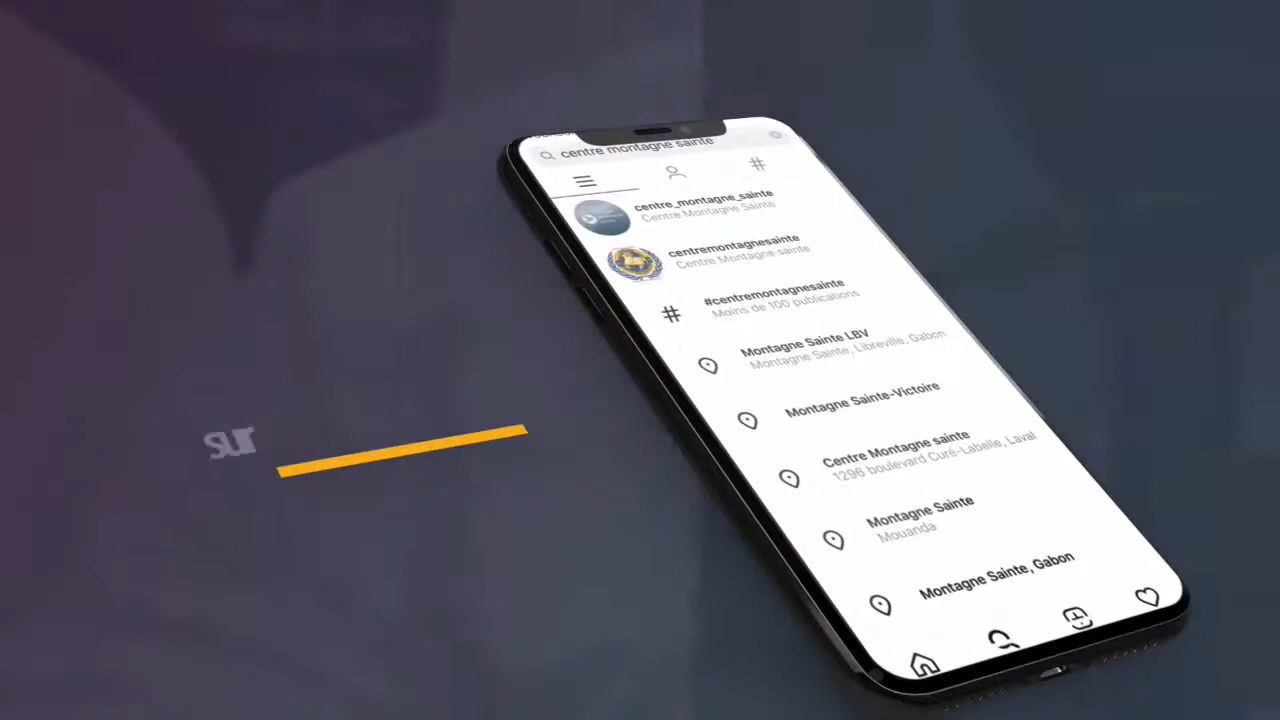 centre montagne sainte
centre_montagne_sainte
Centre Montagne Sainte
centremontagnesainte
Centre Montagne sainte
#centremontagnesainte
Moins de 100 publications
Montagne Sainte LBV
Montagne Sainte, Libreville, Gabon
Montagne Sainte-Victoire
Centre Montagne sainte
1296 boulevard Curé-Labelle, Laval
Montagne Sainte
Mouanda
Montagne Sainte, Gabon
sur